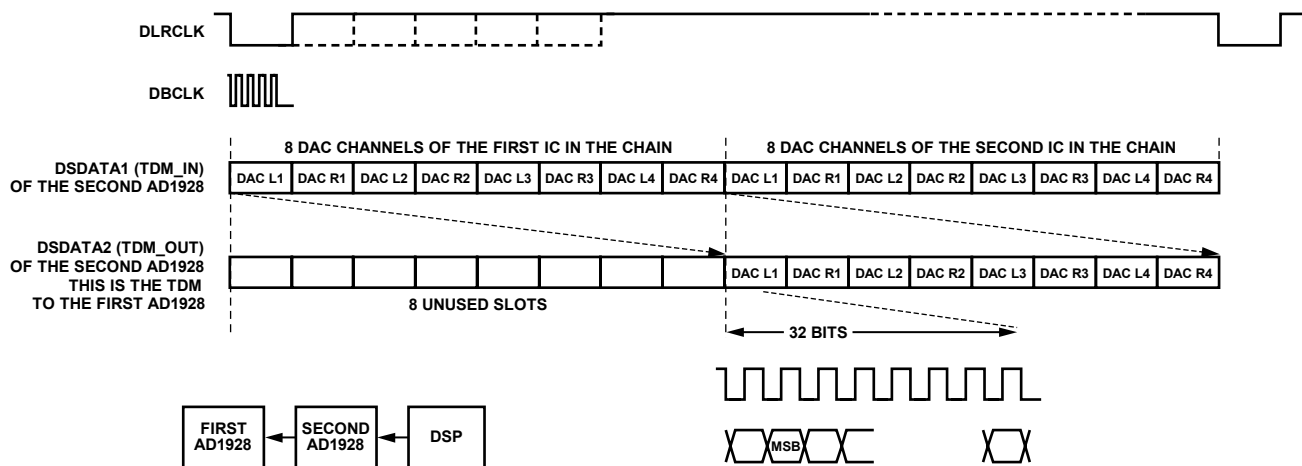 DLRCLK
DBCLK
8 DAC CHANNELS OF THE FIRST IC IN THE CHAIN
8 DAC CHANNELS OF THE SECOND IC IN THE CHAIN
DSDATA1 (TDM_IN)
OF THE SECOND AD1928
DAC L1 DAC R1 DAC L2 DAC R2 DAC L3 DAC R3 DAC L4 DAC R4 DAC L1 DAC R1 DAC L2 DAC R2 DAC L3 DAC R3 DAC L4 DAC R4
DSDATA2 (TDM_OUT)
OF THE SECOND AD1928
THIS IS THE TDM
TO THE FIRST AD1928
DAC L1 DAC R1 DAC L2 DAC R2 DAC L3 DAC R3 DAC L4 DAC R4
8 UNUSED SLOTS
32 BITS
FIRST
AD1928
SECOND
AD1928
DSP
MSB